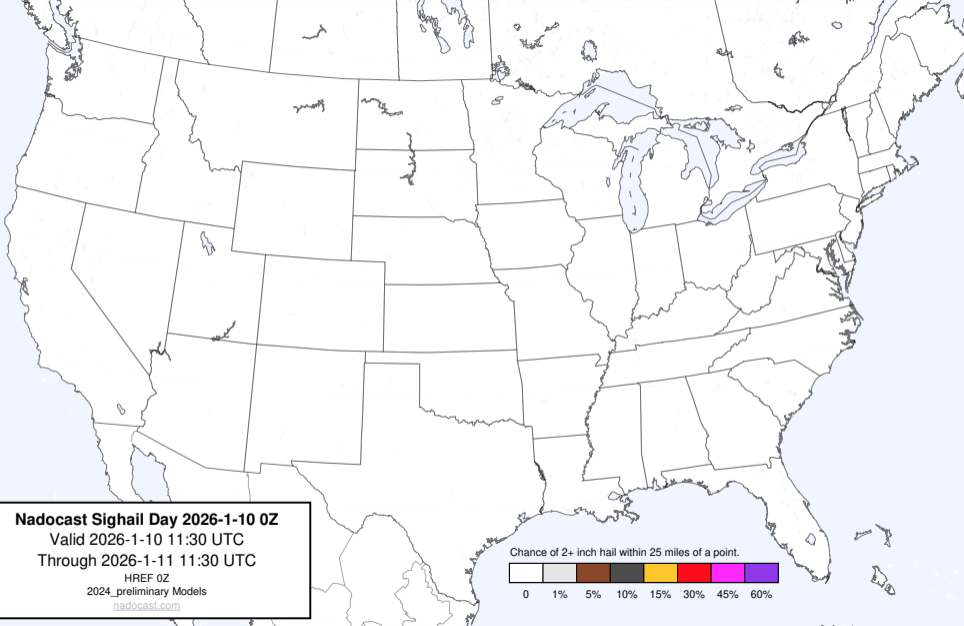 Nadocast Sighail Day 2026-1-10 0Z
Valid 2026-1-10 11:30 UTC
Through 2026-1-11 11:30 UTC
HREF 0Z
2024_preliminary Models
nadocast.com
Chance of 2+ inch hail within 25 miles of a point.
0 1% 5% 10% 15% 30% 45% 60%